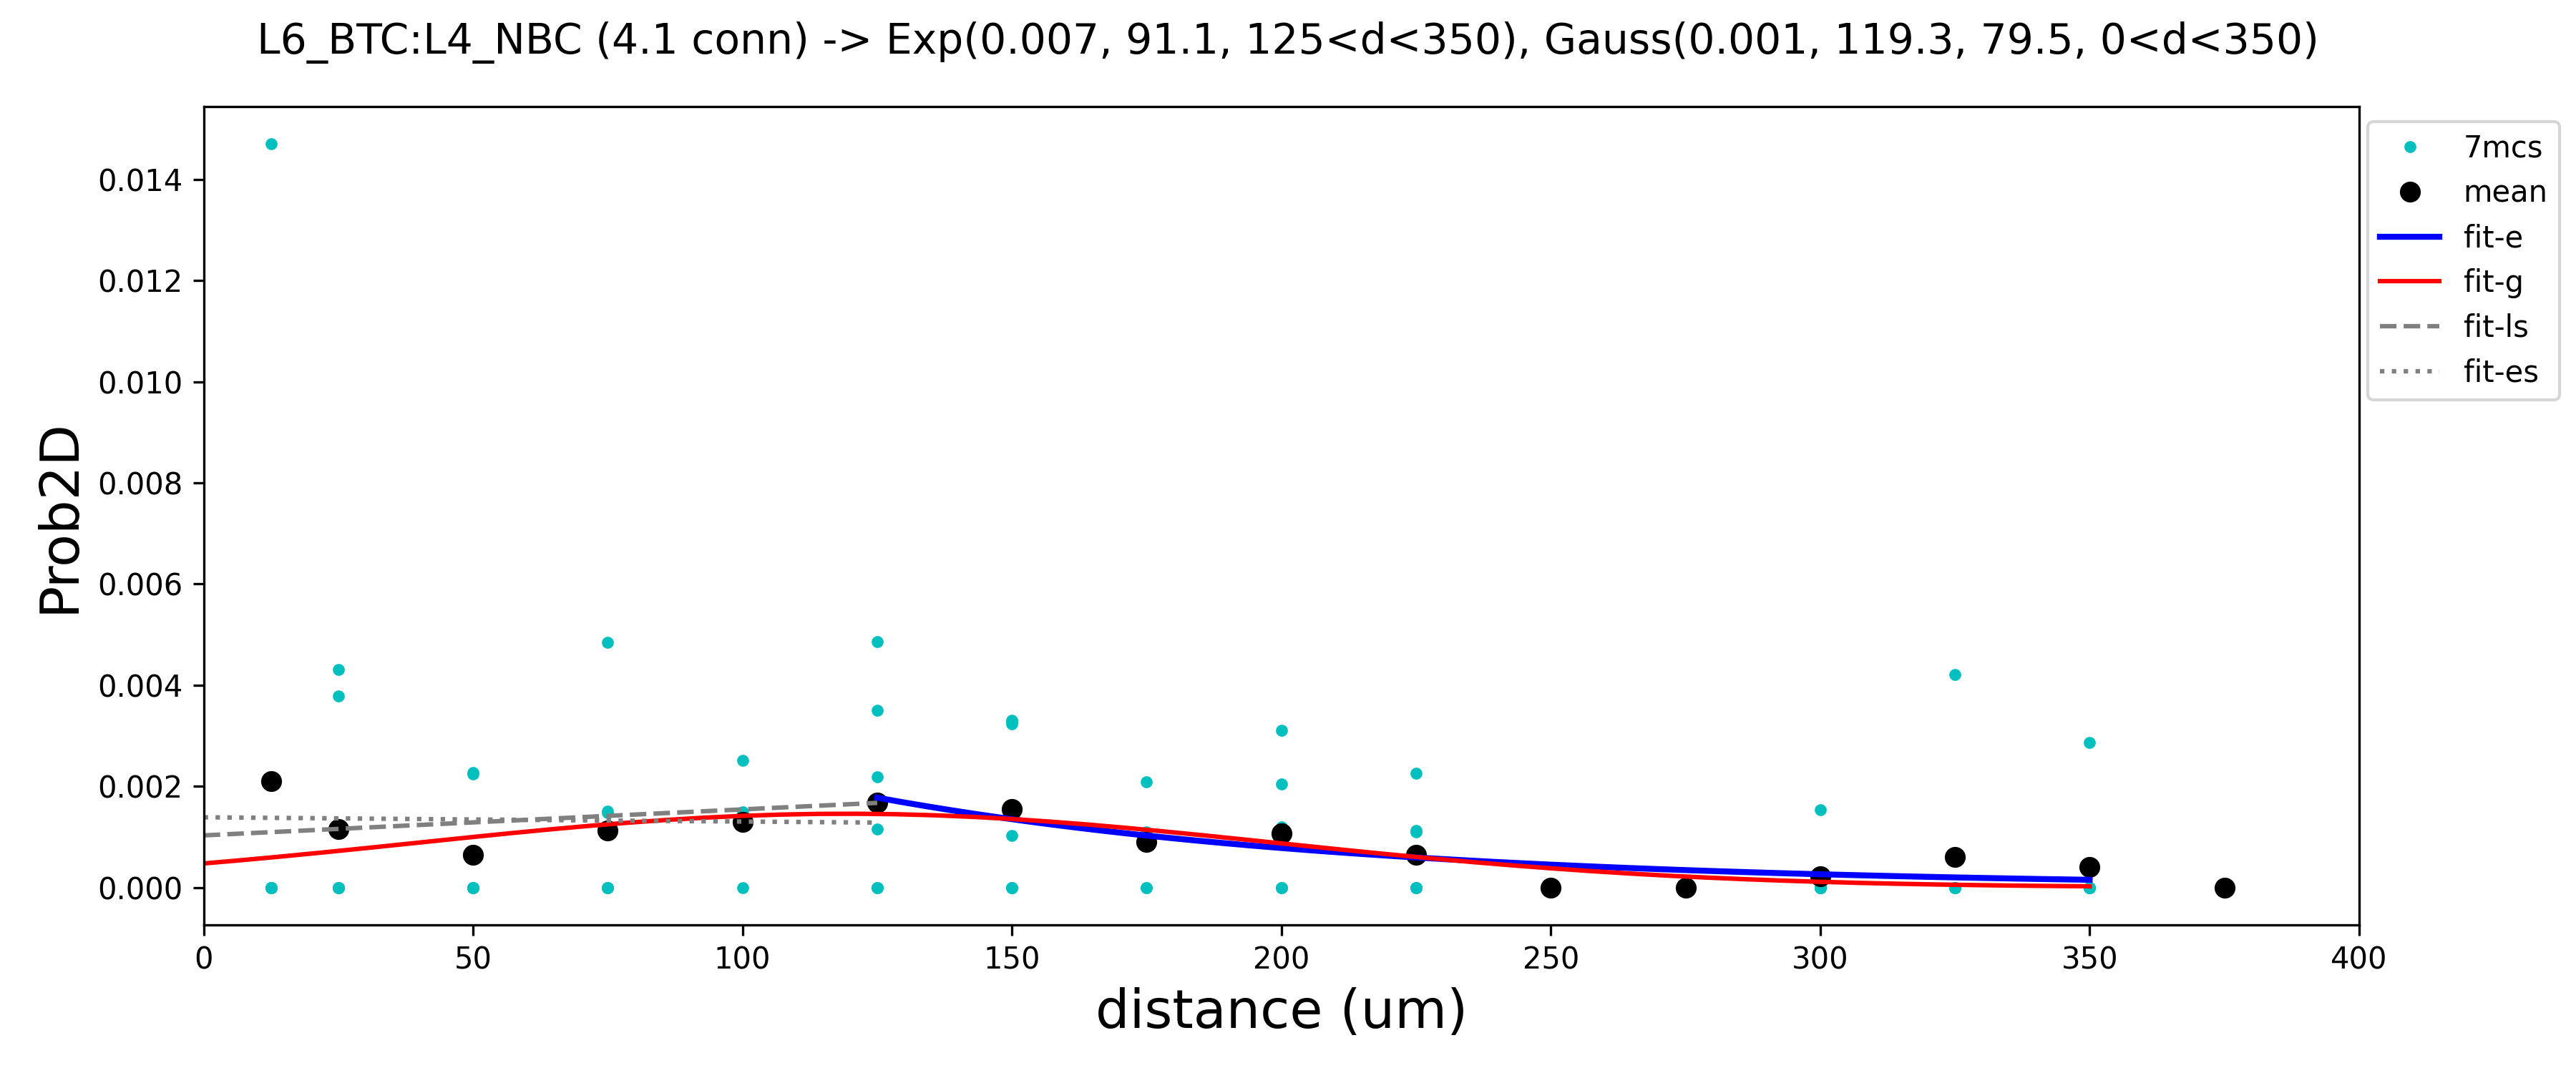 L6_BTC:L4_NBC (4.1 conn) -> Exp(0.007, 91.1, 125<d<350), Gauss(0.001, 119.3, 79.5, 0<d<350)
7mcs
mean
fit-e
fit-g
fit-ls
fit-es
Prob2D
0.014
0.012
0.010
0.008
0.006
0.004
0.002
0.000
0 50 100 150 200 250 300 350 400
distance (um)